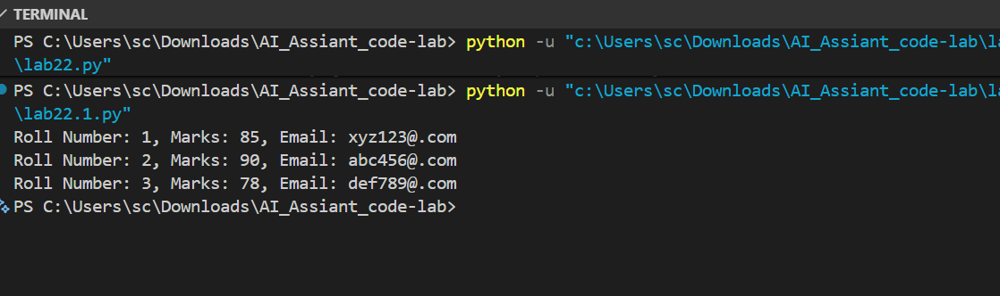 TERMINAL
PS C:\Users\sc\Downloads\AI_Assiant_code-lab> python -u "c:\Users\sc\Downloads\AI_Assiant_code-lab\la
\lab22.py"
PS C:\Users\sc\Downloads\AI_Assiant_code-lab> python -u "c:\Users\sc\Downloads\AI_Assiant_code-lab\la
\lab22.1.py"
Roll Number: 1, Marks: 85, Email: xyz123@.com
Roll Number: 2, Marks: 90, Email: abc456@.com
Roll Number: 3, Marks: 78, Email: def789@.com
PS C:\Users\sc\Downloads\AI_Assiant_code-lab>